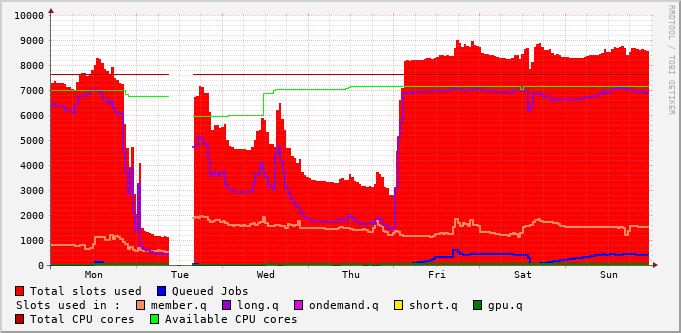 10000
9000
8000
7000
6000
5000
4000
3000
2000
1000
0
Mon Tue Wed Thu Fri Sat Sun
RRDTOOL / TOBI OETIKER
Total slots used Queued Jobs
Slots used in : member.q long.q ondemand.q short.q gpu.q
Total CPU cores Available CPU cores